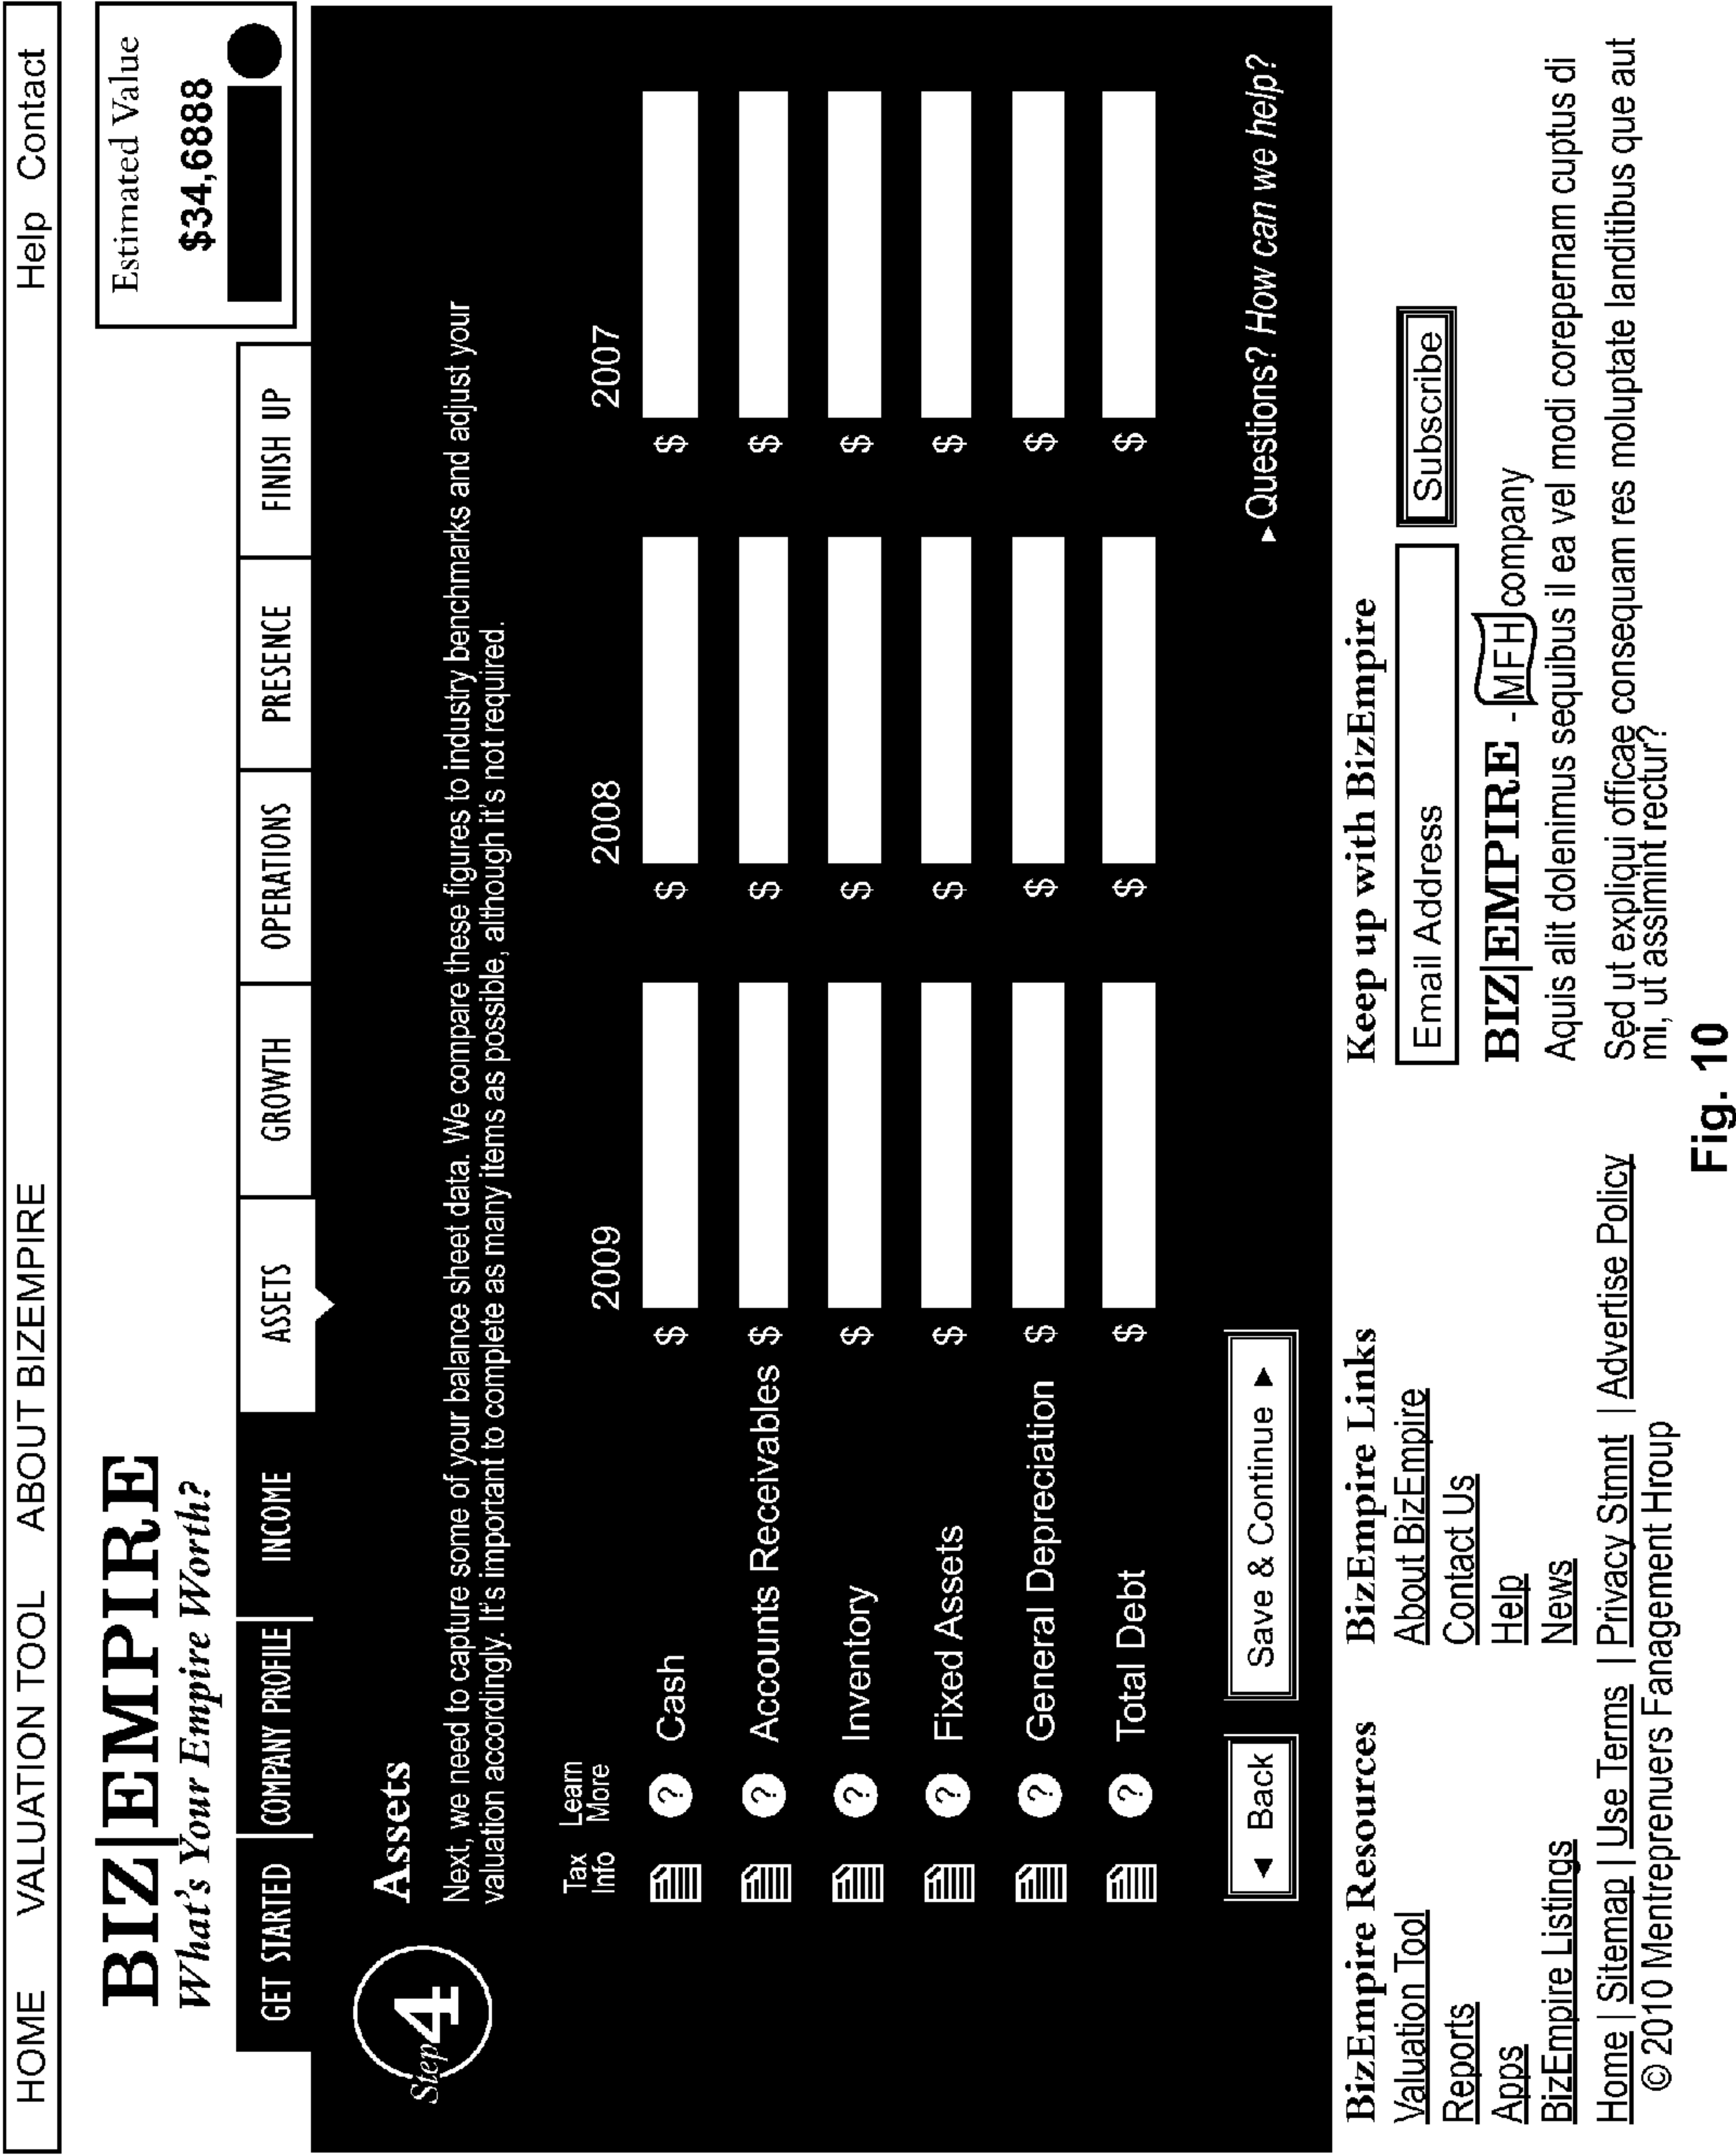 HOME VALUATION TOOL ABOUT BIZEMPIRE Help Contact
BIZ|EMPIRE
What's Your Empire Worth?
Estimated Value
$34,6888
GET STARTED COMPANY PROFILE INCOME ASSETS GROWTH OPERATIONS PRESENCE FINISH UP
Step 4
Assets
Next, we need to capture some of your balance sheet data. We compare these figures to industry benchmarks and adjust your
valuation accordingly. It's important to complete as many items as possible, although it's not required.
Tax Info Learn More 2009 2008 2007
? Cash $ $ $
? Accounts Receivables $ $ $
? Inventory $ $ $
? Fixed Assets $ $ $
? General Depreciation $ $ $
? Total Debt $ $ $
◄ Back Save & Continue ►
►Questions? How can we help?
BizEmpire Resources
Valuation Tool
Reports
Apps
BizEmpire Listings
BizEmpire Links
About BizEmpire
Contact Us
Help
News
Keep up with BizEmpire
Email Address Subscribe
BIZ|EMPIRE - MFH company
Aquis alit dolenimus sequibus il ea vel modi corepernam cuptus di
Sed ut expliqui officae consequam res moluptate landitibus que aut
mi, ut assimint rectur?
Home | Sitemap | Use Terms | Privacy Stmnt | Advertise Policy
© 2010 Mentreprenuers Fanagement Hroup
Fig. 10